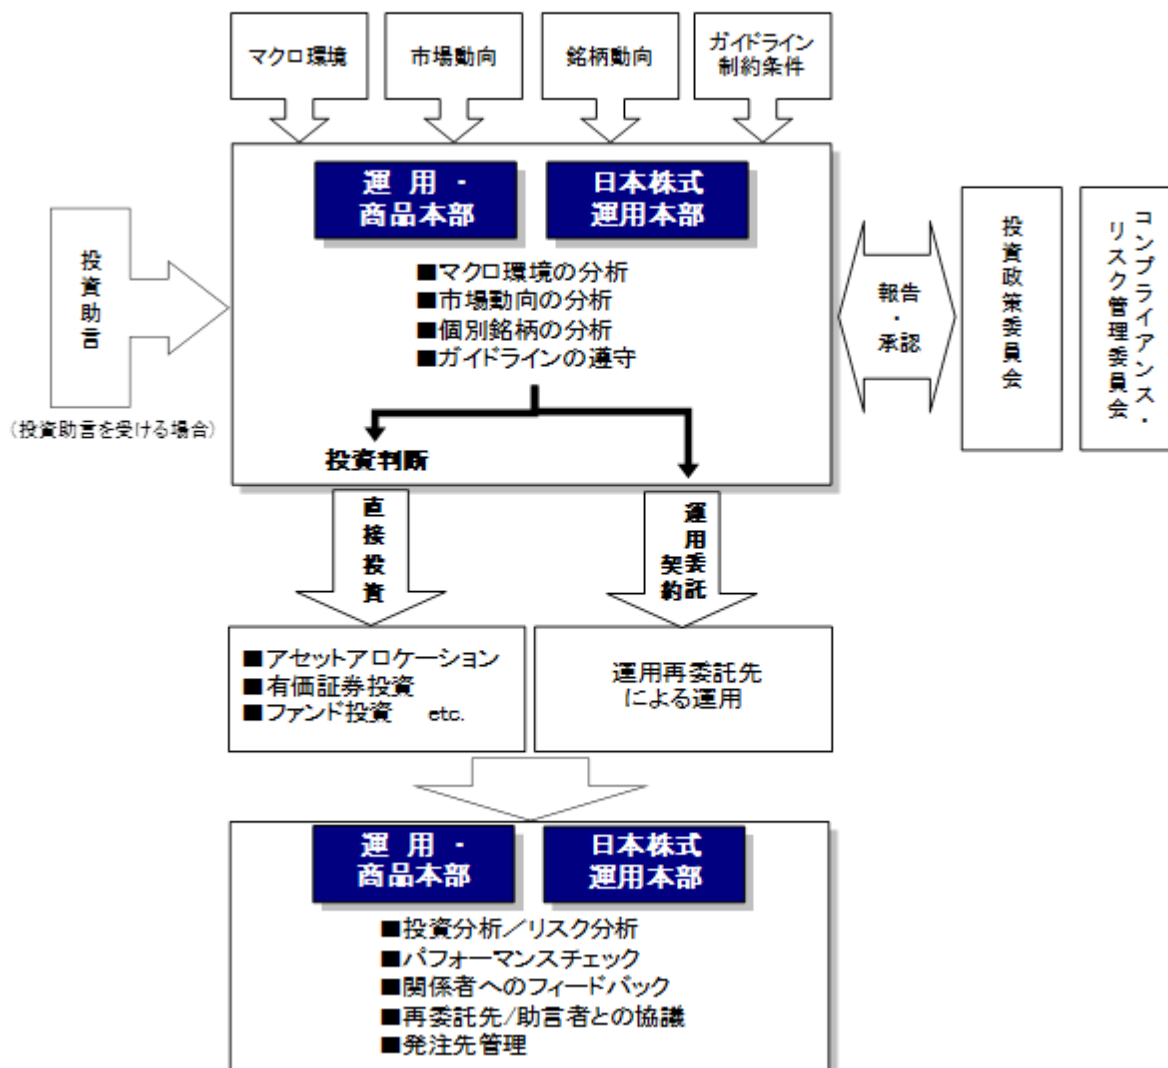 マクロ環境
市場動向
銘柄動向
ガイドライン
制約条件
運 用 -
商品本部
日本株式
運用本部
■マクロ環境の分析
■市場動向の分析
■個別銘柄の分析
■ガイドラインの遵守
投資助言
(投資助言を受ける場合)
報告
・
承認
投資政策委員会
コンプライアンス・
リスク管理委員会
投資判断
直接投資
運用委託
契約
■アセットアロケーション
■有価証券投資
■ファンド投資 etc.
運用再委託先
による運用
運 用 -
商品本部
日本株式
運用本部
■投資分析／リスク分析
■パフォーマンスチェック
■関係者へのフィードバック
■再委託先/助言者との協議
■発注先管理